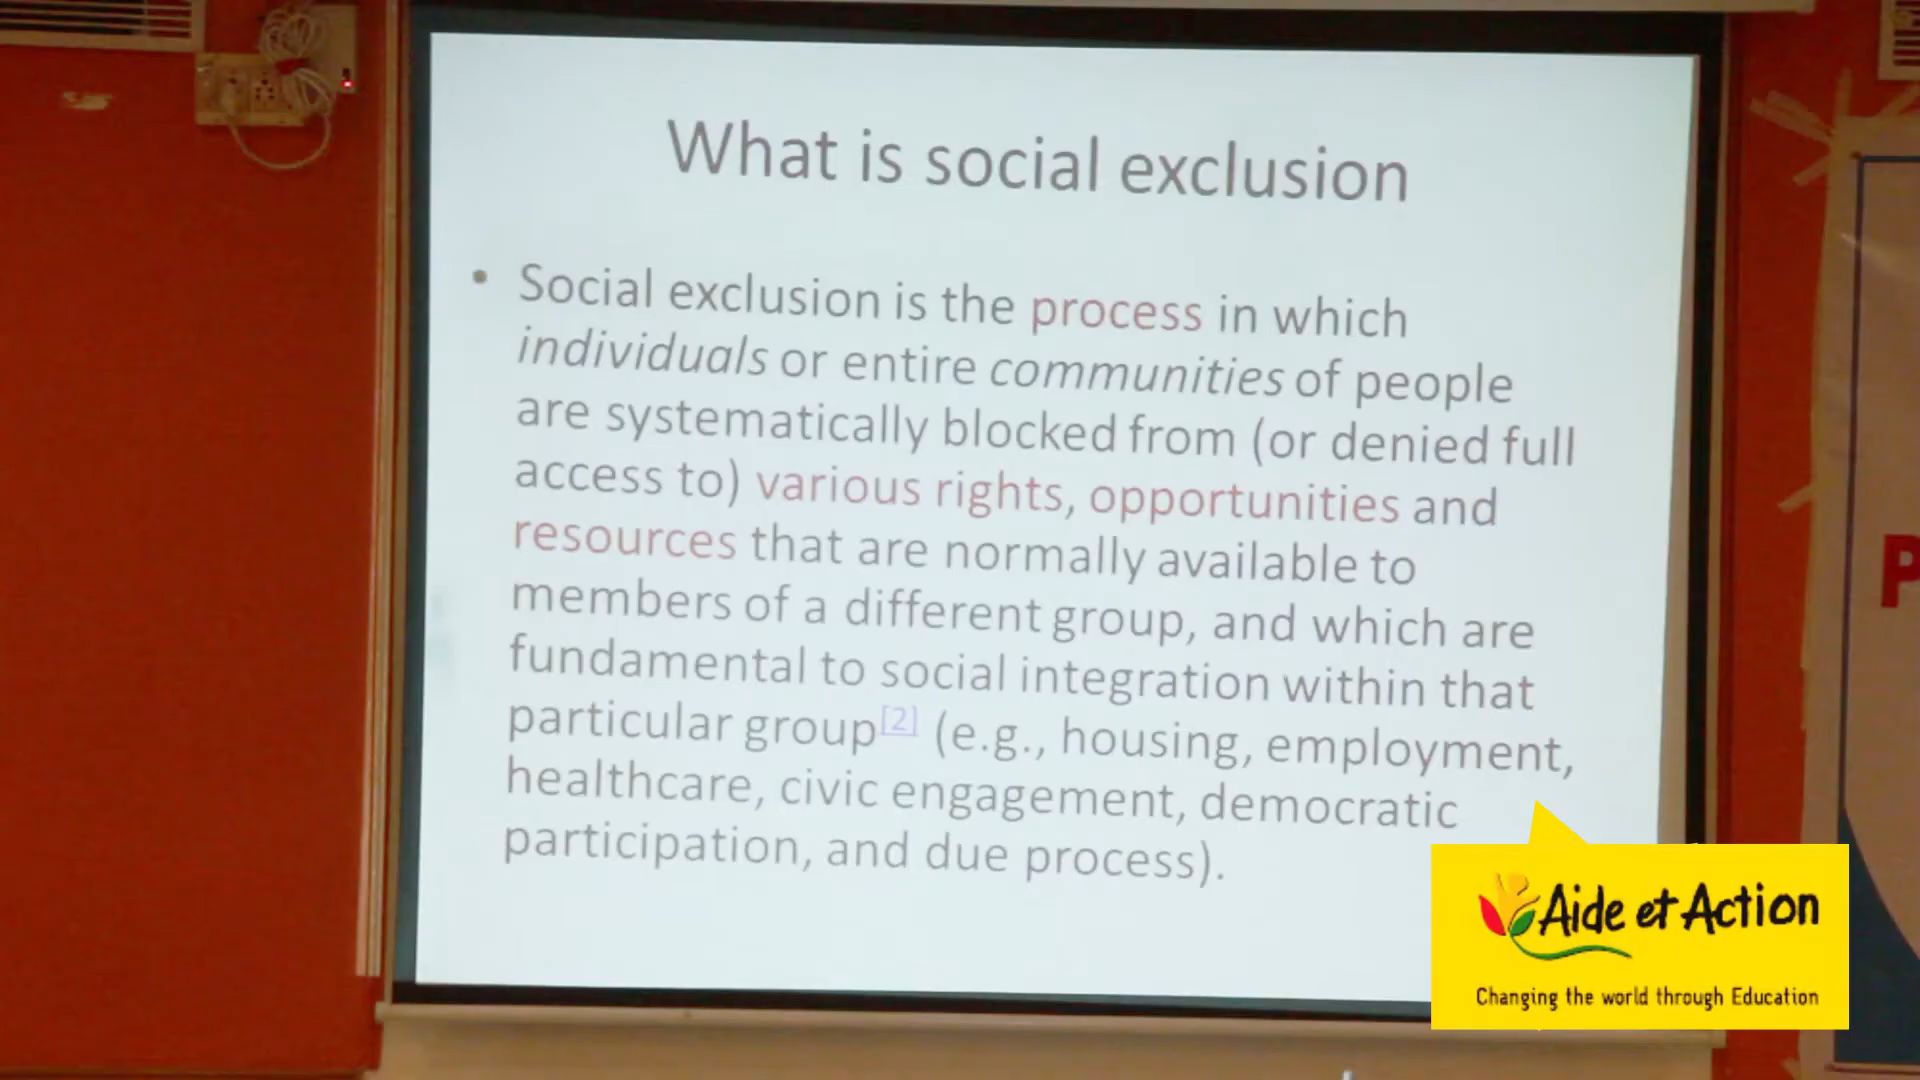 What is social exclusion
• Social exclusion is the process in which
individuals or entire communities of people
are systematically blocked from (or denied full
access to) various rights, opportunities and
resources that are normally available to
members of a different group, and which are
fundamental to social integration within that
particular group[2] (e.g., housing, employment,
healthcare, civic engagement, democratic
participation, and due process).
P
Aide et Action
Changing the world through Education